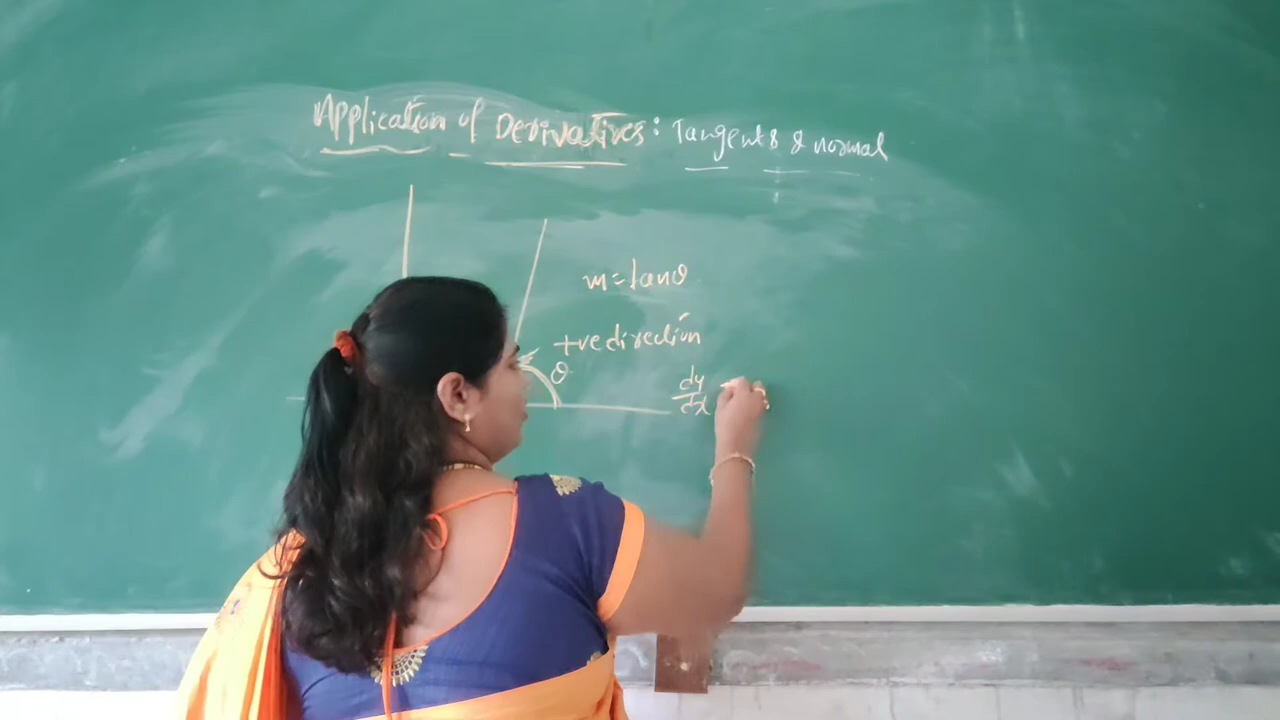 Application of Derivatives: Tangents & normal
m=tanθ
+ve direction
θ
dy
dx